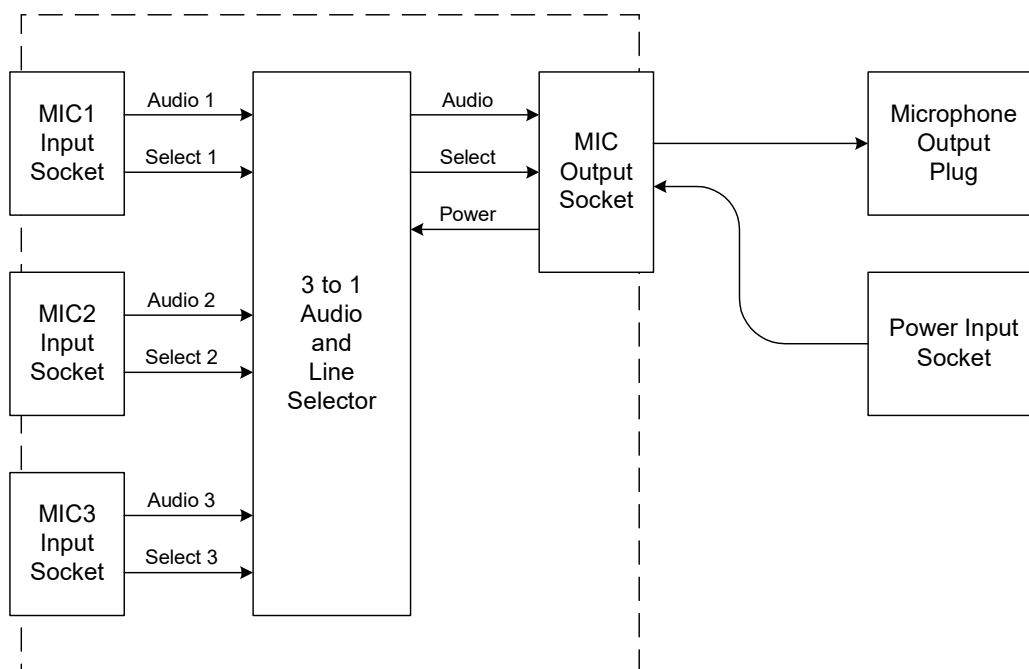 MIC1
Input
Socket
Audio 1
Select 1
MIC2
Input
Socket
Audio 2
Select 2
MIC3
Input
Socket
Audio 3
Select 3
3 to 1
Audio
and
Line
Selector
Audio
Select
Power
MIC
Output
Socket
Microphone
Output
Plug
Power Input
Socket